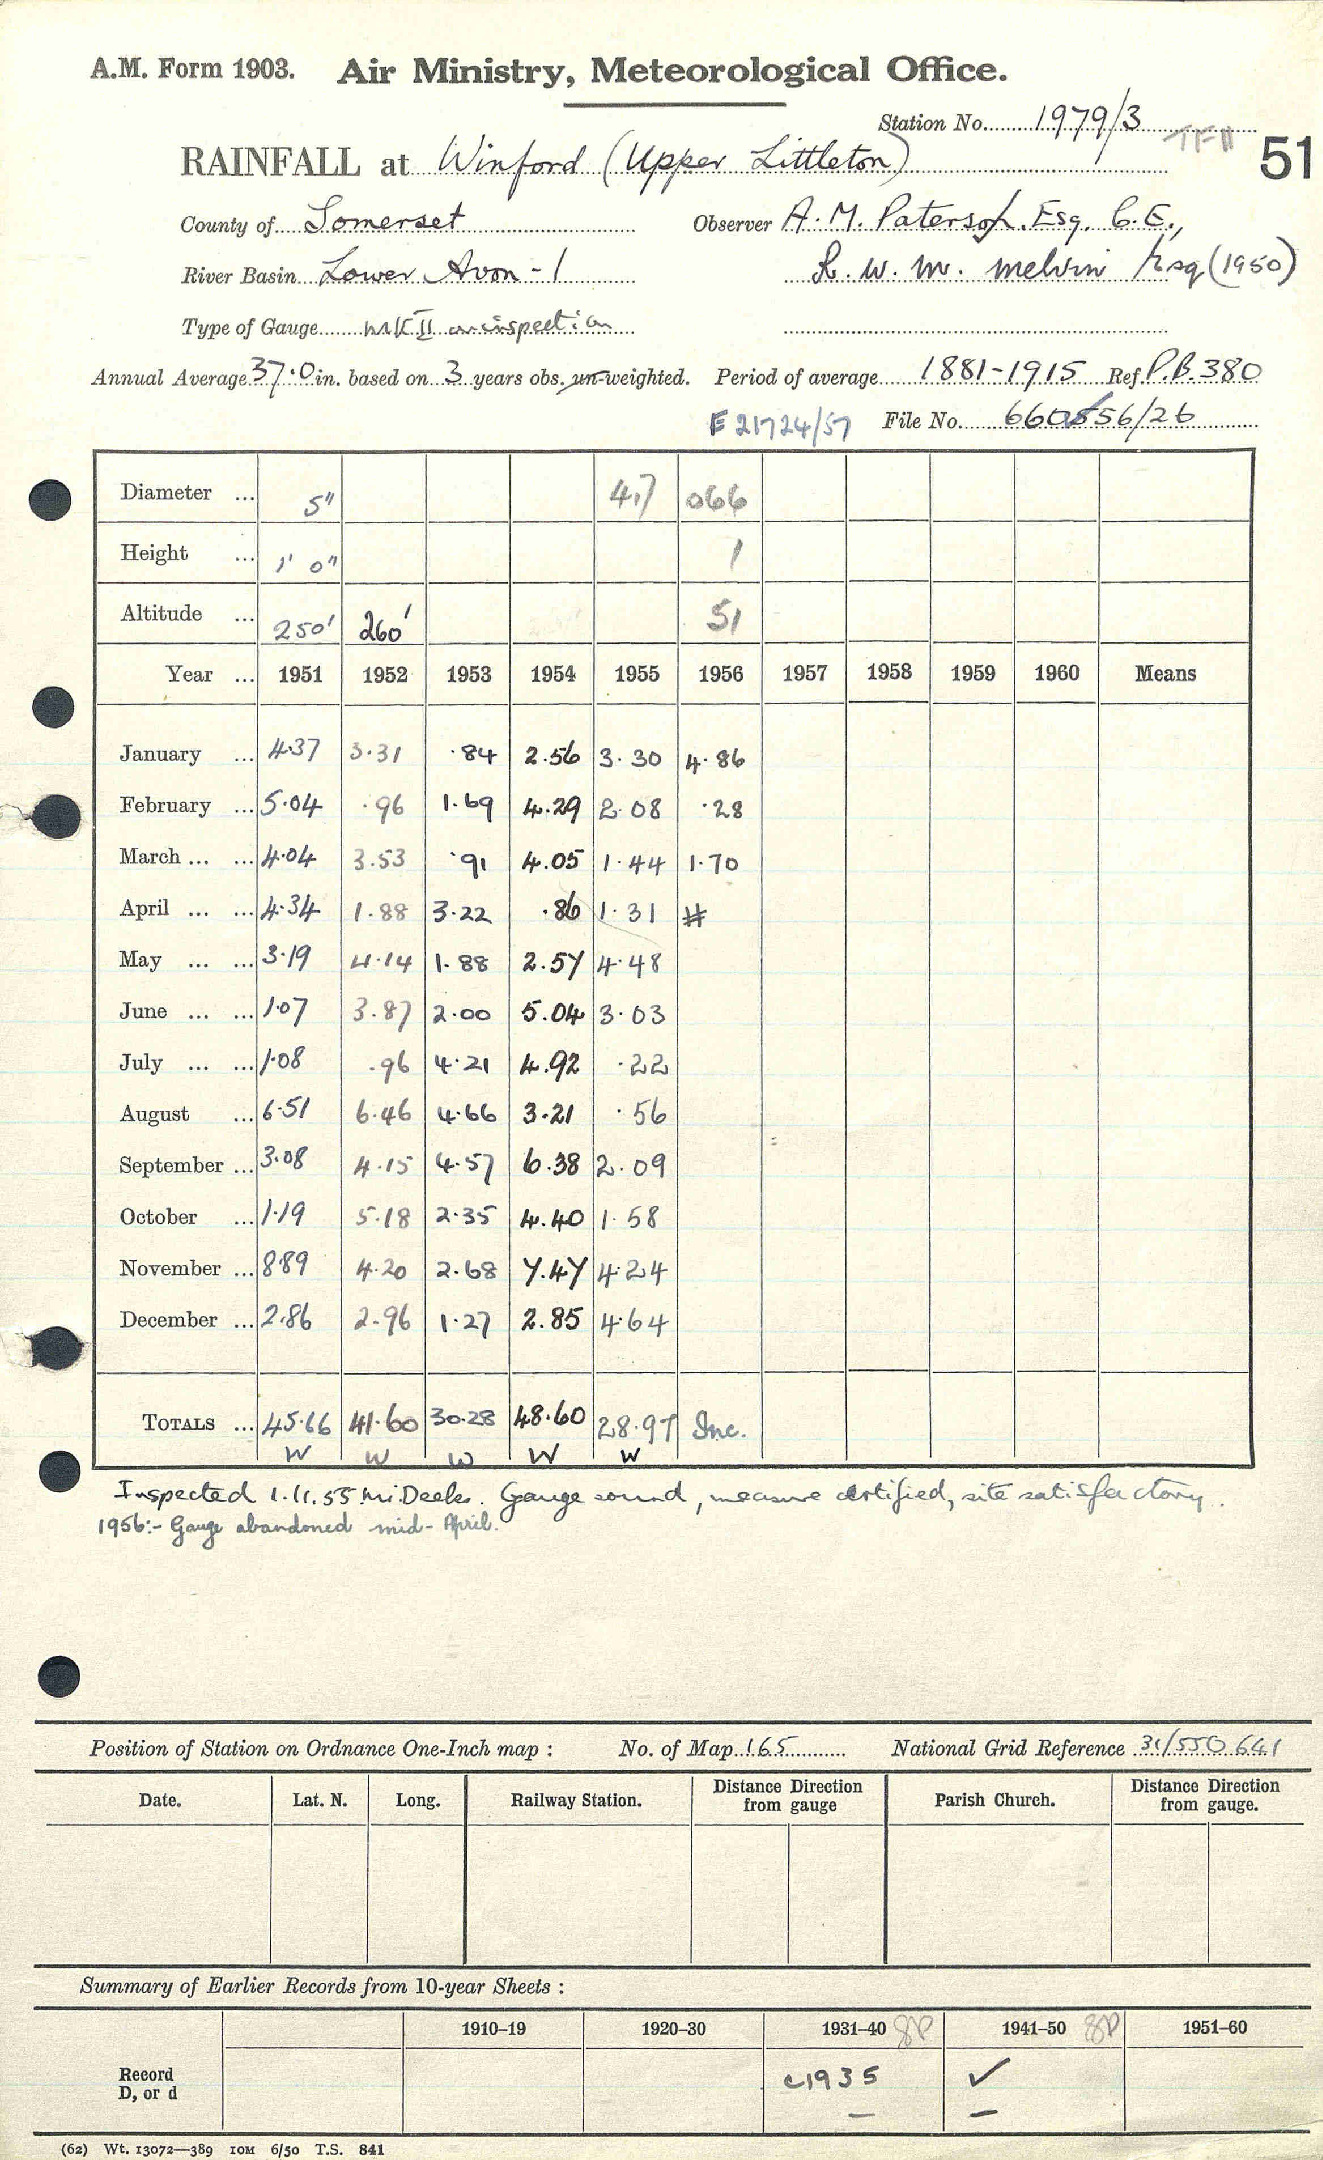 A.M. Form 1903. Air Ministry, Meteorological Office.
Station No. 1979/3
TF11 51
RAINFALL at Winford (Upper Littleton)
County of Somerset Observer A. M. Paterson. Esq. C.E.,
River Basin Lower Avon - 1 R. W. M. Melvin Esq (1950)
Type of Gauge MK II on inspection
Annual Average 37.0 in. based on 3 years obs. un-weighted. Period of average 1881-1915 Ref. P.B. 380
E 21724/57 File No. 660556/26
Diameter ... 5" 4.7 066
Height ... 1' 0" 1
Altitude ... 250' 260' 51
Year ... 1951 1952 1953 1954 1955 1956 1957 1958 1959 1960 Means
January ... 4.37 3.31 .84 2.56 3.30 4.86
February ... 5.04 .96 1.69 4.29 2.08 .28
March ... ... 4.04 3.53 .91 4.05 1.44 1.70
April ... ... 4.34 1.88 3.22 .86 1.31 #
May ... ... 3.19 4.14 1.88 2.57 4.48
June ... ... 1.07 3.87 2.00 5.04 3.03
July ... ... 1.08 .96 4.21 4.92 .22
August ... 6.51 6.46 4.66 3.21 .56
September ... 3.08 4.15 4.57 6.38 2.09
October ... 1.19 5.18 2.35 4.40 1.58
November ... 8.89 4.20 2.68 7.47 4.24
December ... 2.86 2.96 1.27 2.85 4.64
TOTALS ... 45.66 41.60 30.28 48.60 28.97 Inc.
W W W W W
Inspected 1.11.55 Mr. Deeks. Gauge sound, measure certified, site satisfactory.
1956:- Gauge abandoned mid-April.
Position of Station on Ordnance One-Inch map : No. of Map 165 National Grid Reference 31/550 641
Date. Lat. N. Long. Railway Station. Distance Direction from gauge Parish Church. Distance Direction from gauge.
Summary of Earlier Records from 10-year Sheets :
1910–19 1920–30 1931–40 1941–50 1951–60
Record c1935 ✓
D, or d – –
(62) Wt. 13072—389 10M 6/50 T.S. 841